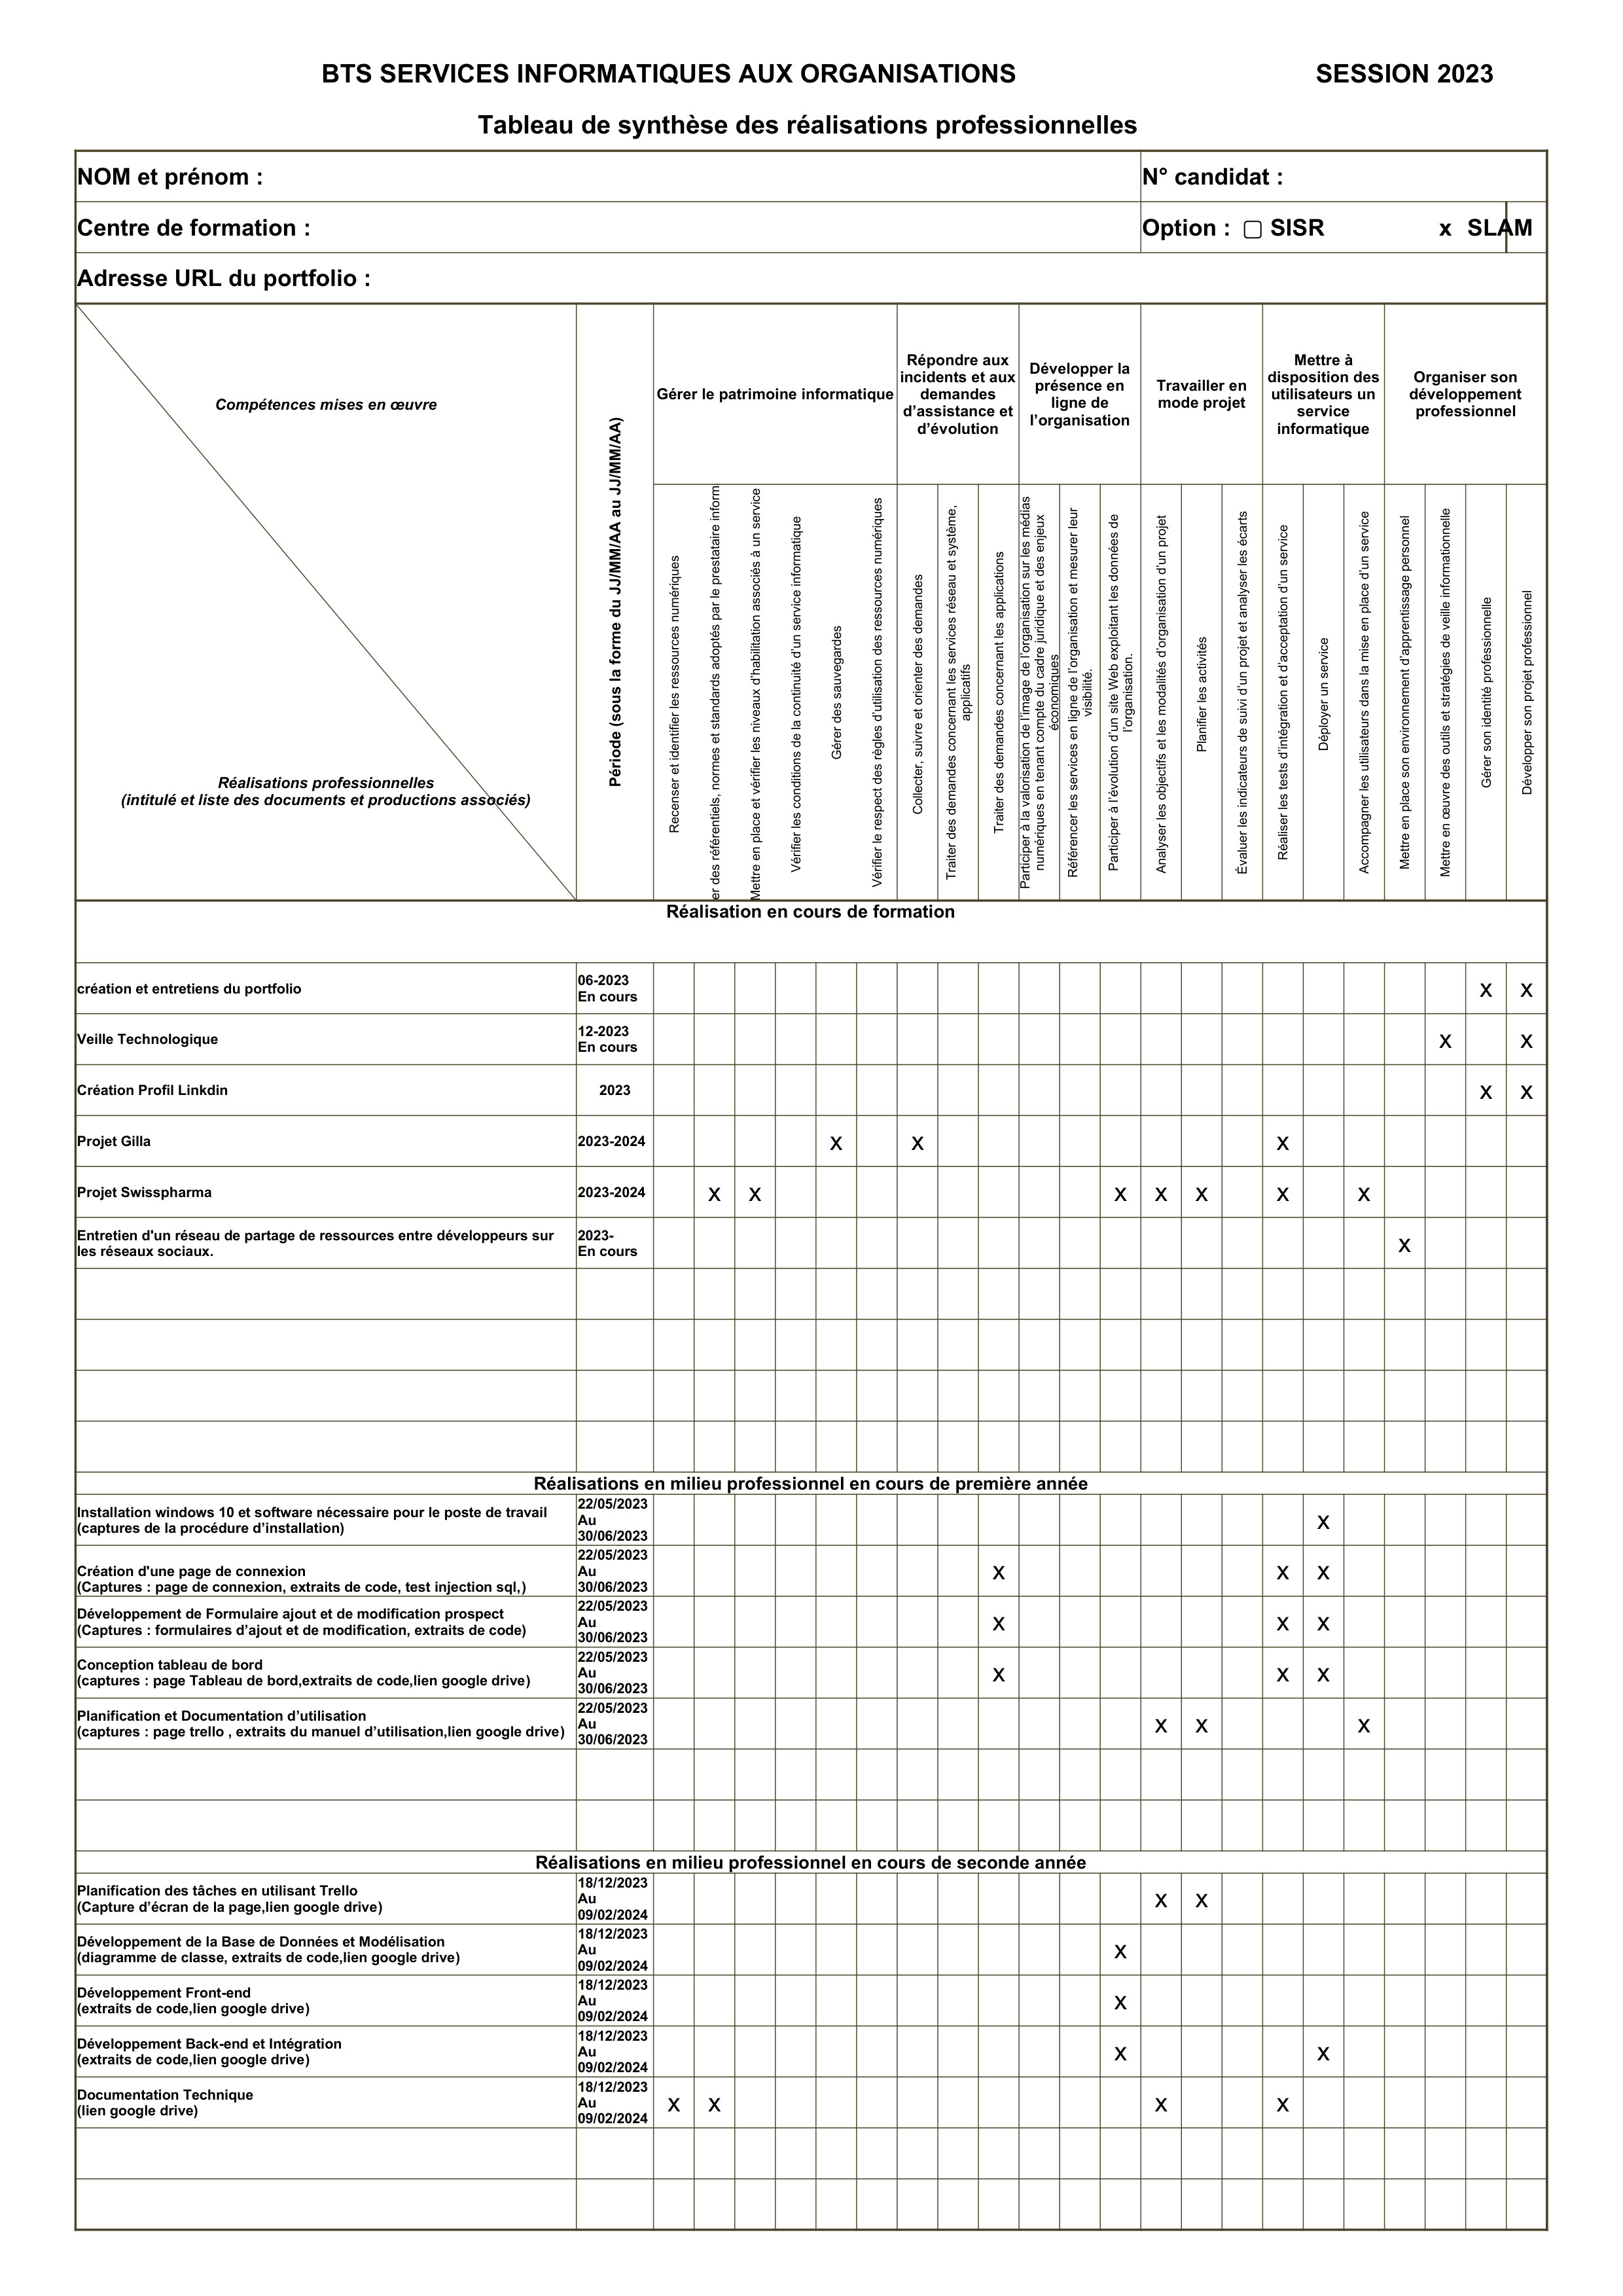 BTS SERVICES INFORMATIQUES AUX ORGANISATIONS SESSION 2023
Tableau de synthèse des réalisations professionnelles
NOM et prénom : N° candidat :
Centre de formation : Option : ▢ SISR x SLAM
Adresse URL du portfolio :
Compétences mises en œuvre
Réalisations professionnelles
(intitulé et liste des documents et productions associés)
Période (sous la forme du JJ/MM/AA au JJ/MM/AA)
Gérer le patrimoine informatique
Répondre aux
incidents et aux
demandes
d’assistance et
d’évolution
Développer la
présence en
ligne de
l’organisation
Travailler en
mode projet
Mettre à
disposition des
utilisateurs un
service
informatique
Organiser son
développement
professionnel
Recenser et identifier les ressources numériques
er des référentiels, normes et standards adoptés par le prestataire inform
Mettre en place et vérifier les niveaux d’habilitation associés à un service
Vérifier les conditions de la continuité d’un service informatique
Gérer des sauvegardes
Vérifier le respect des règles d’utilisation des ressources numériques
Collecter, suivre et orienter des demandes
Traiter des demandes concernant les services réseau et système,
applicatifs
Traiter des demandes concernant les applications
Participer à la valorisation de l’image de l’organisation sur les médias
numériques en tenant compte du cadre juridique et des enjeux
économiques
Référencer les services en ligne de l’organisation et mesurer leur
visibilité.
Participer à l’évolution d’un site Web exploitant les données de
l’organisation.
Analyser les objectifs et les modalités d’organisation d’un projet
Planifier les activités
Évaluer les indicateurs de suivi d’un projet et analyser les écarts
Réaliser les tests d’intégration et d’acceptation d’un service
Déployer un service
Accompagner les utilisateurs dans la mise en place d’un service
Mettre en place son environnement d’apprentissage personnel
Mettre en œuvre des outils et stratégies de veille informationnelle
Gérer son identité professionnelle
Développer son projet professionnel
Réalisation en cours de formation
création et entretiens du portfolio
06-2023
En cours
X X
Veille Technologique
12-2023
En cours
X X
Création Profil Linkdin 2023 X X
Projet Gilla 2023-2024 X X X
Projet Swisspharma 2023-2024 X X X X X X X
Entretien d'un réseau de partage de ressources entre développeurs sur
les réseaux sociaux.
2023-
En cours
X
Réalisations en milieu professionnel en cours de première année
Installation windows 10 et software nécessaire pour le poste de travail
(captures de la procédure d’installation)
22/05/2023
Au
30/06/2023
X
Création d'une page de connexion
(Captures : page de connexion, extraits de code, test injection sql,)
22/05/2023
Au
30/06/2023
X X X
Développement de Formulaire ajout et de modification prospect
(Captures : formulaires d’ajout et de modification, extraits de code)
22/05/2023
Au
30/06/2023
X X X
Conception tableau de bord
(captures : page Tableau de bord,extraits de code,lien google drive)
22/05/2023
Au
30/06/2023
X X X
Planification et Documentation d’utilisation
(captures : page trello , extraits du manuel d’utilisation,lien google drive)
22/05/2023
Au
30/06/2023
X X X
Réalisations en milieu professionnel en cours de seconde année
Planification des tâches en utilisant Trello
(Capture d’écran de la page,lien google drive)
18/12/2023
Au
09/02/2024
X X
Développement de la Base de Données et Modélisation
(diagramme de classe, extraits de code,lien google drive)
18/12/2023
Au
09/02/2024
X
Développement Front-end
(extraits de code,lien google drive)
18/12/2023
Au
09/02/2024
X
Développement Back-end et Intégration
(extraits de code,lien google drive)
18/12/2023
Au
09/02/2024
X X
Documentation Technique
(lien google drive)
18/12/2023
Au
09/02/2024
X X X X